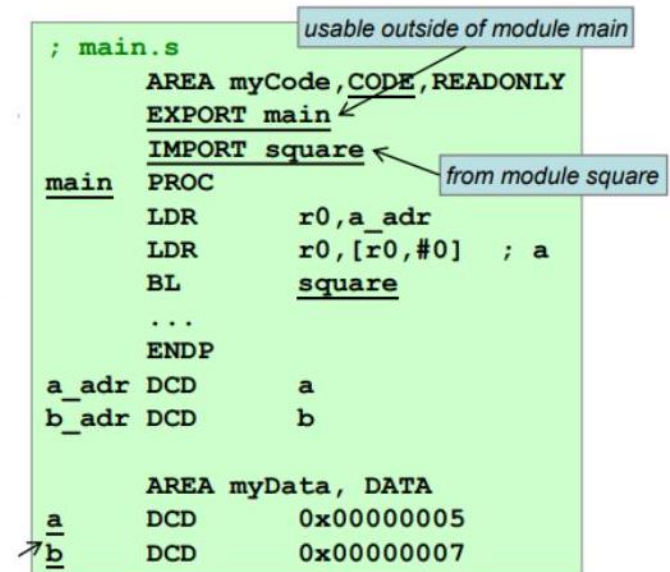 usable outside of module main
; main.s
AREA myCode,CODE,READONLY
EXPORT main
IMPORT square
from module square
main PROC
LDR r0,a_adr
LDR r0,[r0,#0] ; a
BL square
...
ENDP
a_adr DCD a
b_adr DCD b
AREA myData, DATA
a DCD 0x00000005
b DCD 0x00000007